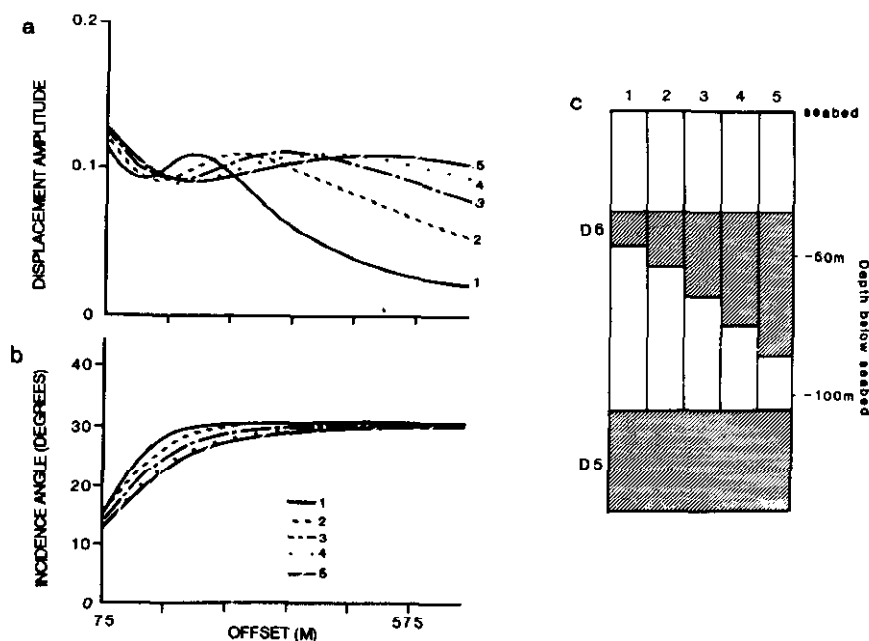 a
0.2
0.1
0
DISPLACEMENT AMPLITUDE
5
4
3
2
1
b
40
30
20
10
0
INCIDENCE ANGLE (DEGREES)
1
2
3
4
5
75
OFFSET (M)
575
C
1 2 3 4 5
seabed
D6
-50m
-100m
Depth below seabed
D5